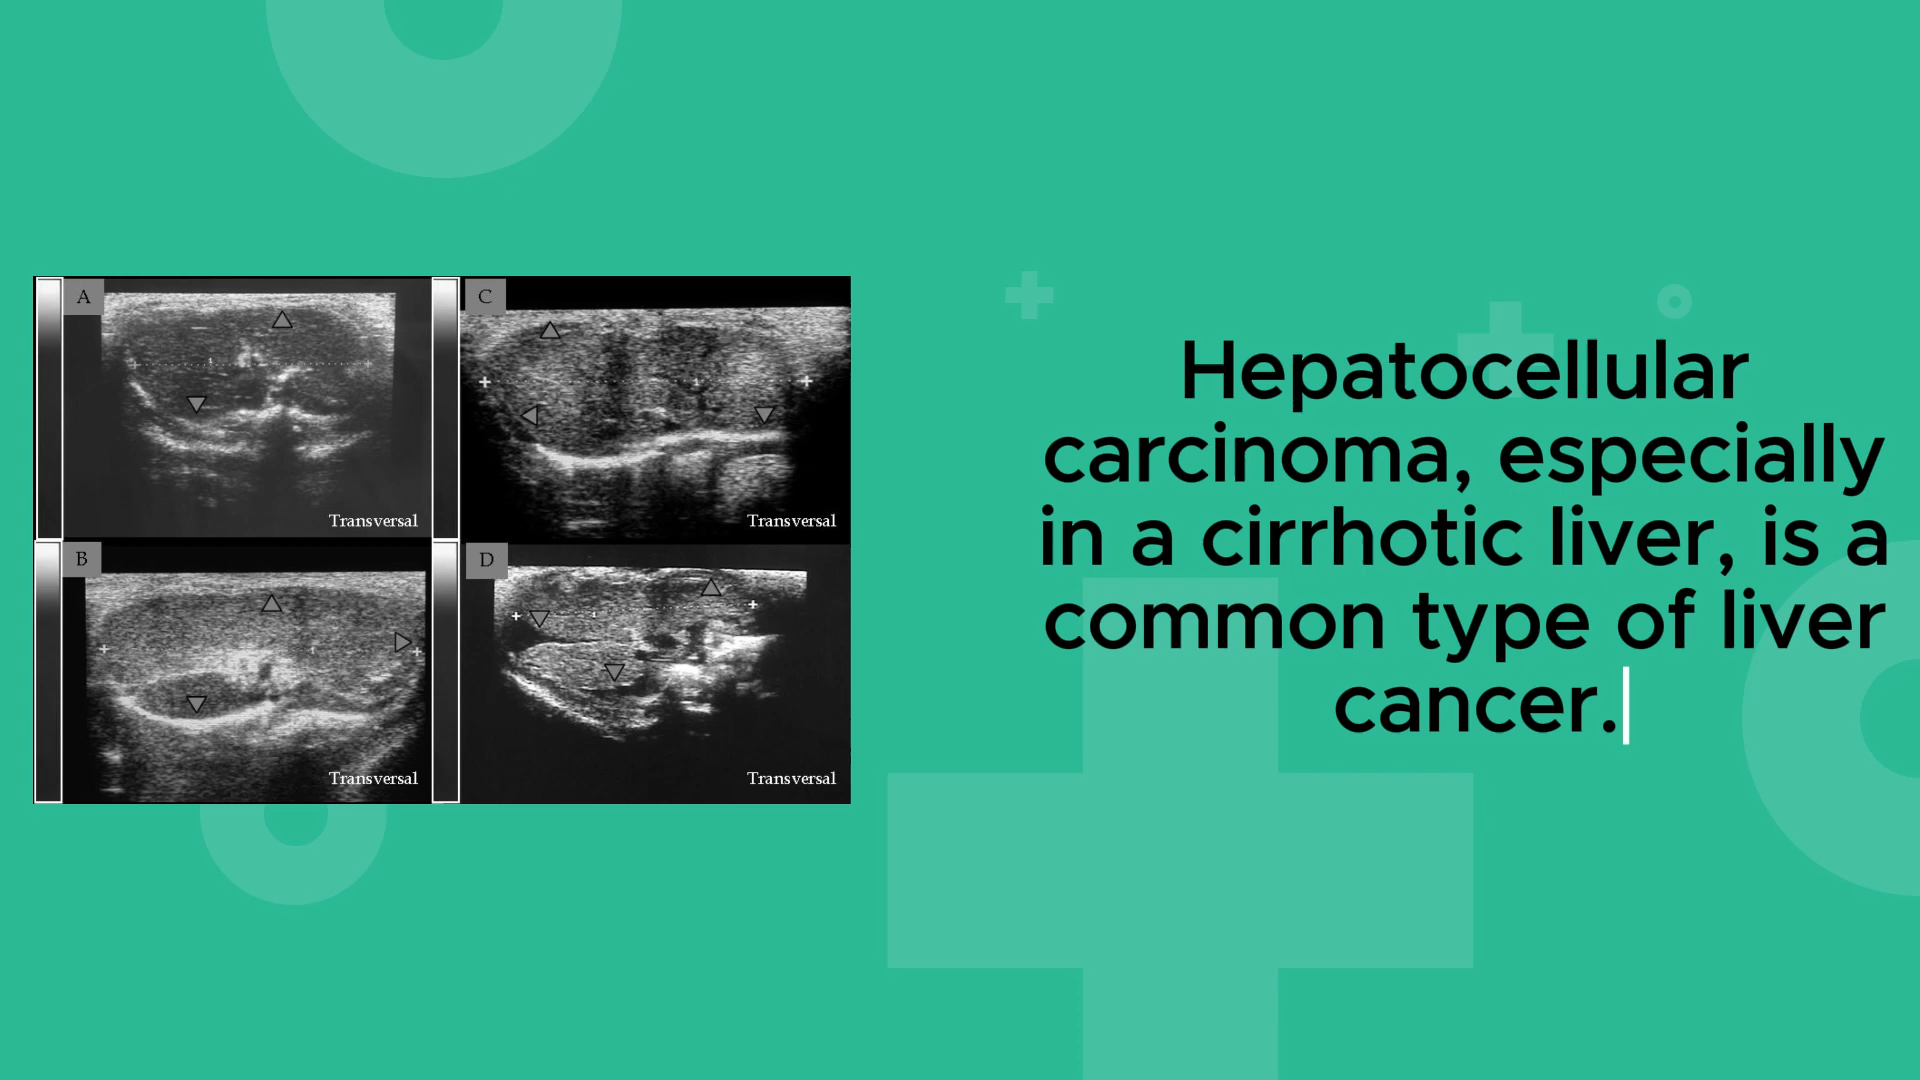 A
C
Transversal
Transversal
B
D
Transversal
Transversal
Hepatocellular
carcinoma, especially
in a cirrhotic liver, is a
common type of liver
cancer.